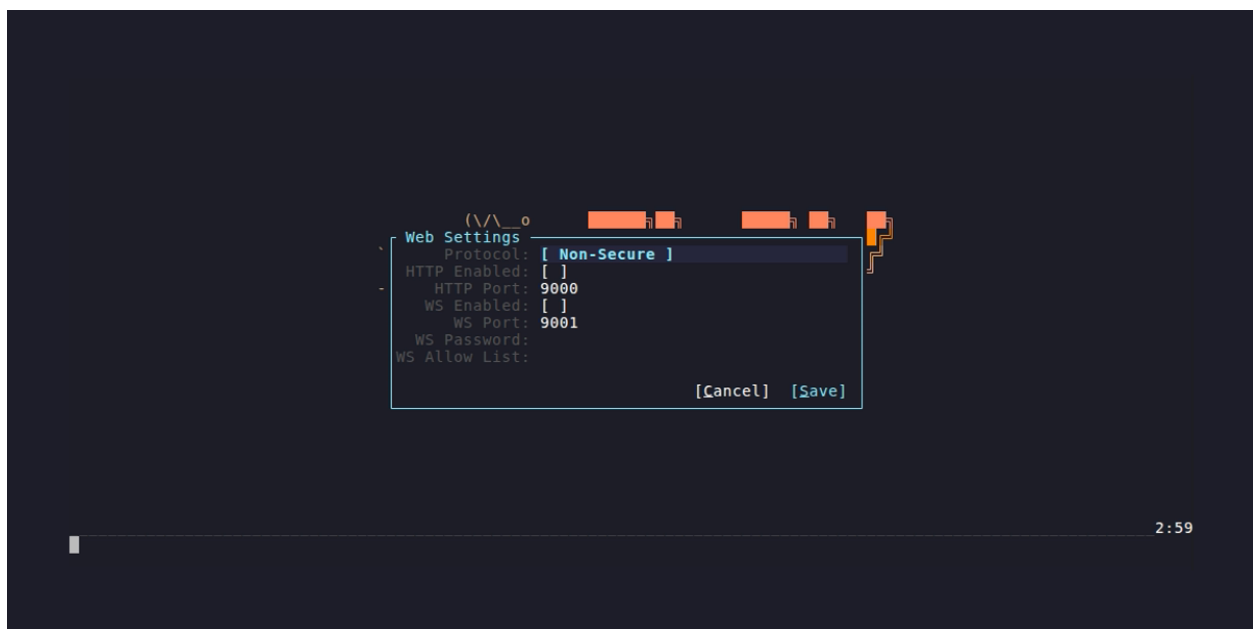 (\/\__o
Web Settings
Protocol: [ Non-Secure ]
HTTP Enabled: [ ]
HTTP Port: 9000
WS Enabled: [ ]
WS Port: 9001
WS Password:
WS Allow List:
[Cancel] [Save]
2:59